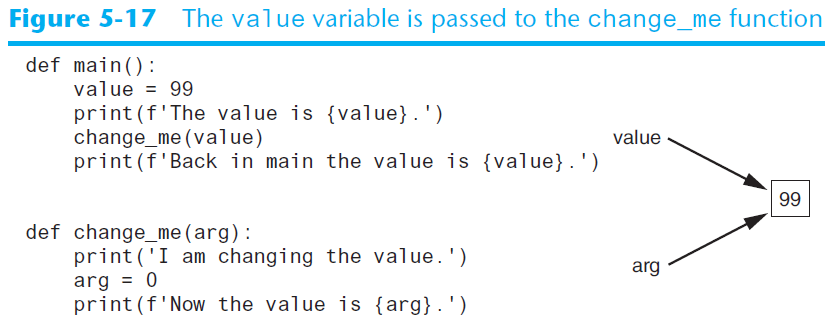 Figure 5-17 The value variable is passed to the change_me function
def main():
    value = 99
    print(f'The value is {value}.')
    change_me(value)
    print(f'Back in main the value is {value}.')
value
99
def change_me(arg):
    print('I am changing the value.')
    arg = 0
    print(f'Now the value is {arg}.')
arg